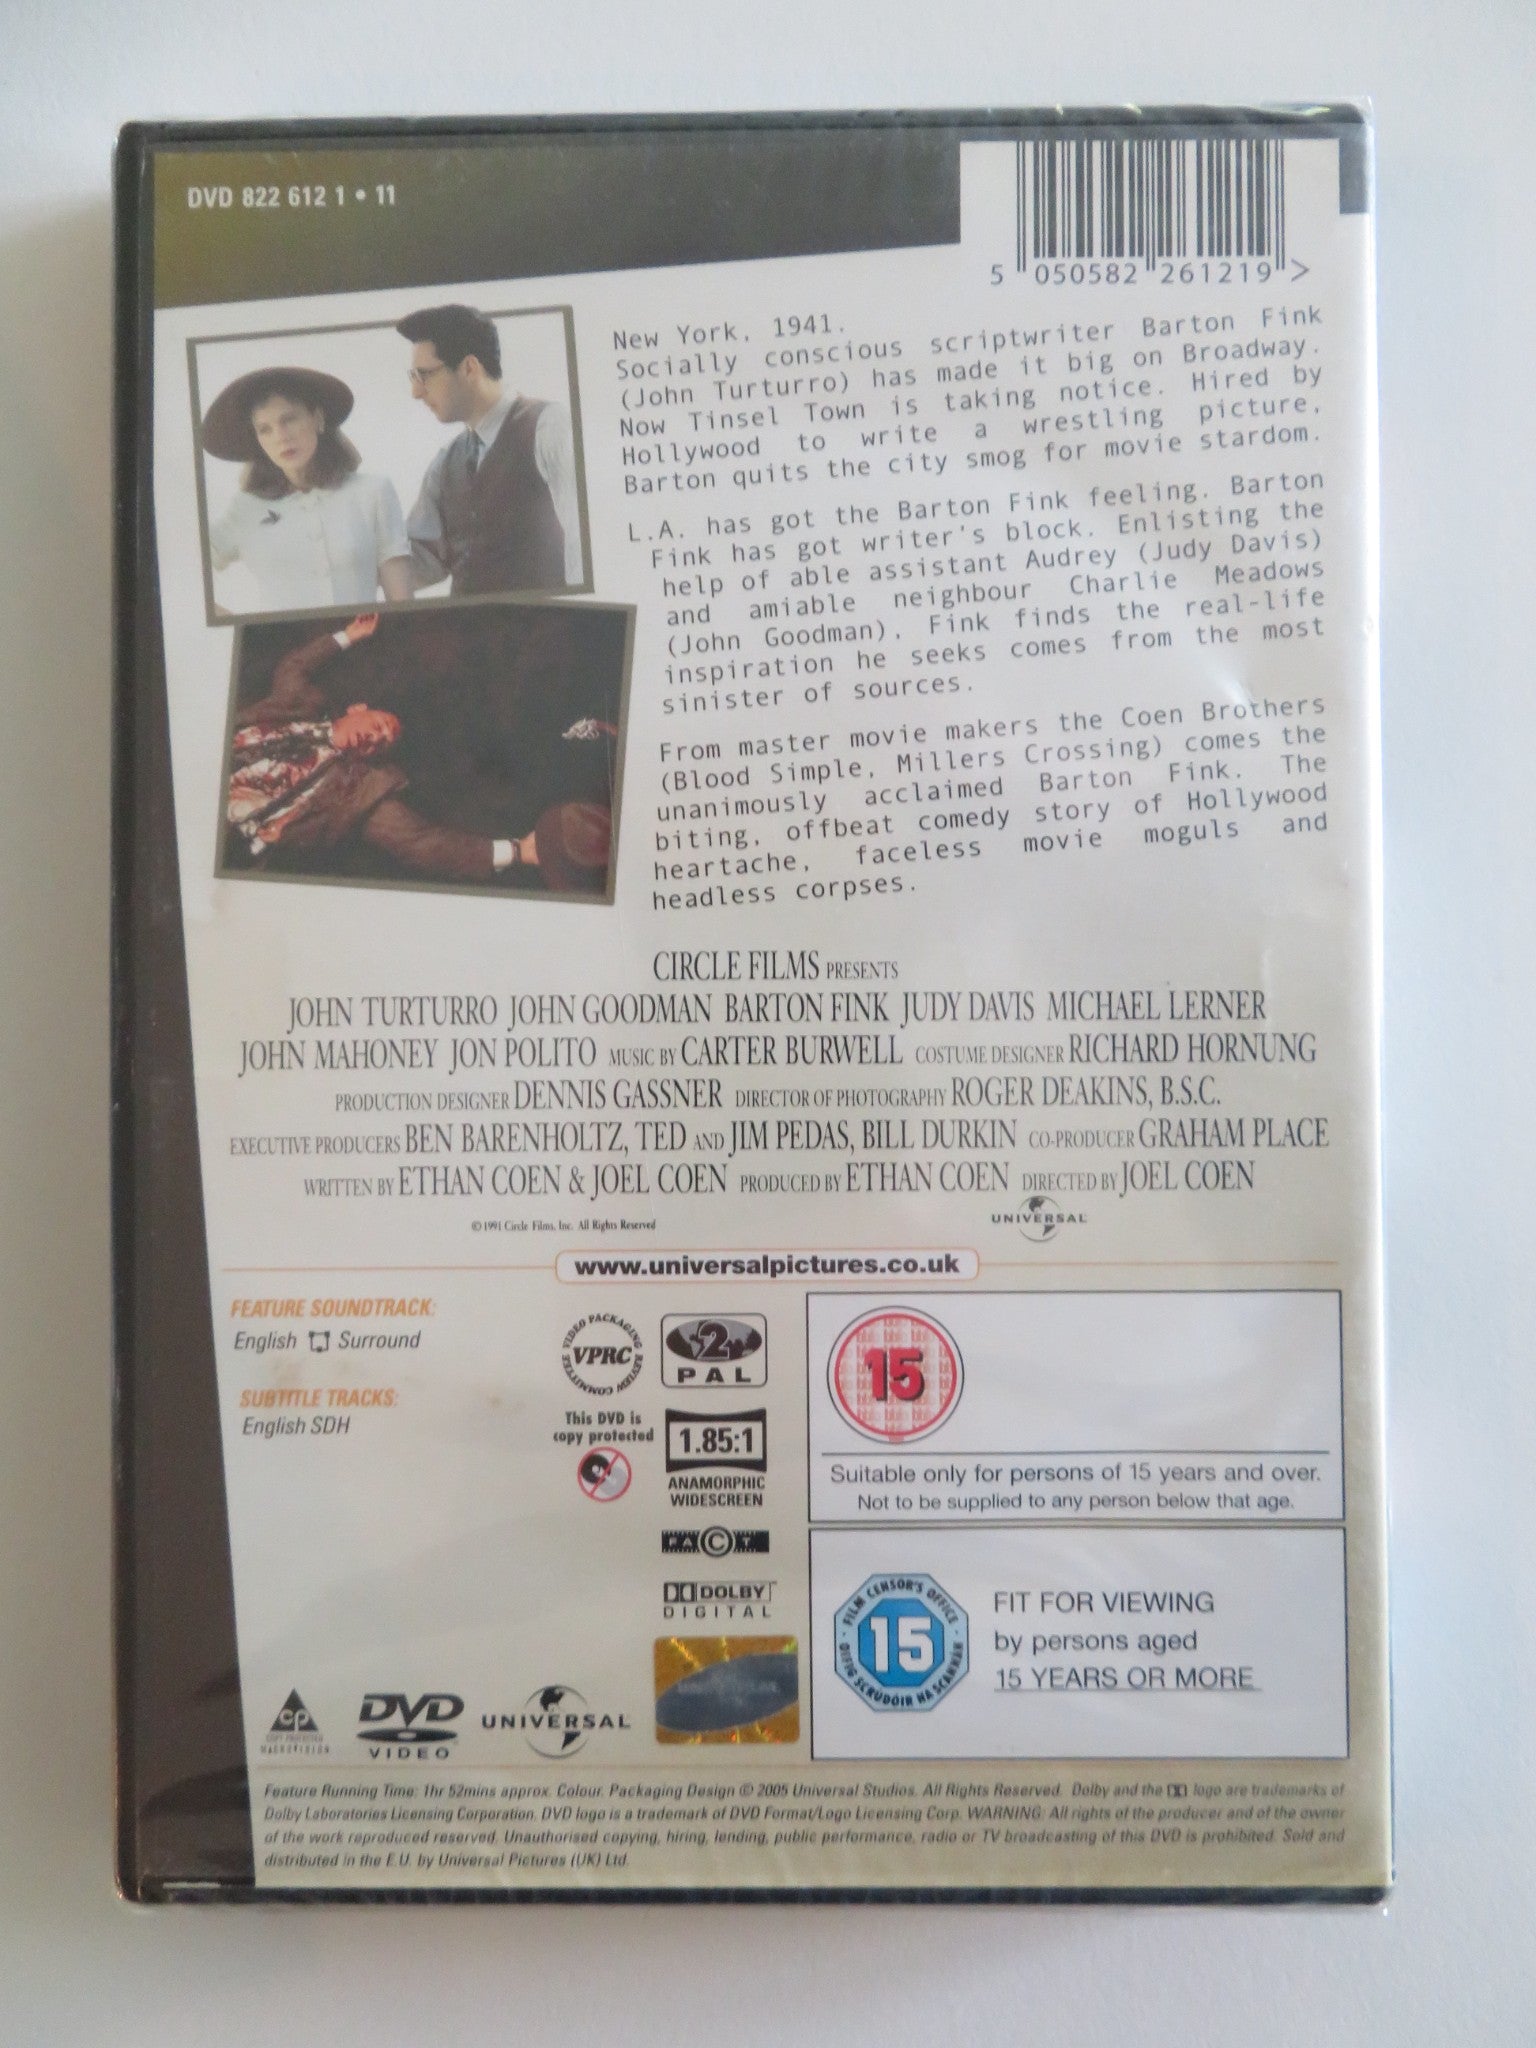 DVD 822 612 1 • 11
5 050582 261219 >
New York, 1941.
Socially conscious scriptwriter Barton Fink
(John Turturro) has made it big on Broadway.
Now Tinsel Town is taking notice. Hired by
Hollywood to write a wrestling picture,
Barton quits the city smog for movie stardom.
L.A. has got the Barton Fink feeling. Barton
Fink has got writer's block. Enlisting the
help of able assistant Audrey (Judy Davis)
and amiable neighbour Charlie Meadows
(John Goodman), Fink finds the real-life
inspiration he seeks comes from the most
sinister of sources.
From master movie makers the Coen Brothers
(Blood Simple, Millers Crossing) comes the
unanimously acclaimed Barton Fink. The
biting, offbeat comedy story of Hollywood
heartache, faceless movie moguls and
headless corpses.
CIRCLE FILMS PRESENTS
JOHN TURTURRO JOHN GOODMAN BARTON FINK JUDY DAVIS MICHAEL LERNER
JOHN MAHONEY JON POLITO MUSIC BY CARTER BURWELL COSTUME DESIGNER RICHARD HORNUNG
PRODUCTION DESIGNER DENNIS GASSNER DIRECTOR OF PHOTOGRAPHY ROGER DEAKINS, B.S.C.
EXECUTIVE PRODUCERS BEN BARENHOLTZ, TED AND JIM PEDAS, BILL DURKIN CO-PRODUCER GRAHAM PLACE
WRITTEN BY ETHAN COEN & JOEL COEN PRODUCED BY ETHAN COEN DIRECTED BY JOEL COEN
© 1991 Circle Films, Inc. All Rights Reserved
UNIVERSAL
www.universalpictures.co.uk
FEATURE SOUNDTRACK:
English Surround
SUBTITLE TRACKS:
English SDH
VIDEO PACKAGING REVIEW COMMITTEE
VPRC
This DVD is
copy protected
2
PAL
1.85:1
ANAMORPHIC
WIDESCREEN
FACT
DOLBY
DIGITAL
15
Suitable only for persons of 15 years and over.
Not to be supplied to any person below that age.
FILM CENSOR'S OFFICE
15
OIFIG SCRÚDÓIR NA SCANNÁN
FIT FOR VIEWING
by persons aged
15 YEARS OR MORE
cp
COPY PROTECTED
MACROVISION
DVD
VIDEO
UNIVERSAL
Feature Running Time: 1hr 52mins approx. Colour. Packaging Design © 2005 Universal Studios. All Rights Reserved. Dolby and the logo are trademarks of
Dolby Laboratories Licensing Corporation. DVD logo is a trademark of DVD Format/Logo Licensing Corp. WARNING: All rights of the producer and of the owner
of the work reproduced reserved. Unauthorised copying, hiring, lending, public performance, radio or TV broadcasting of this DVD is prohibited. Sold and
distributed in the E.U. by Universal Pictures (UK) Ltd.